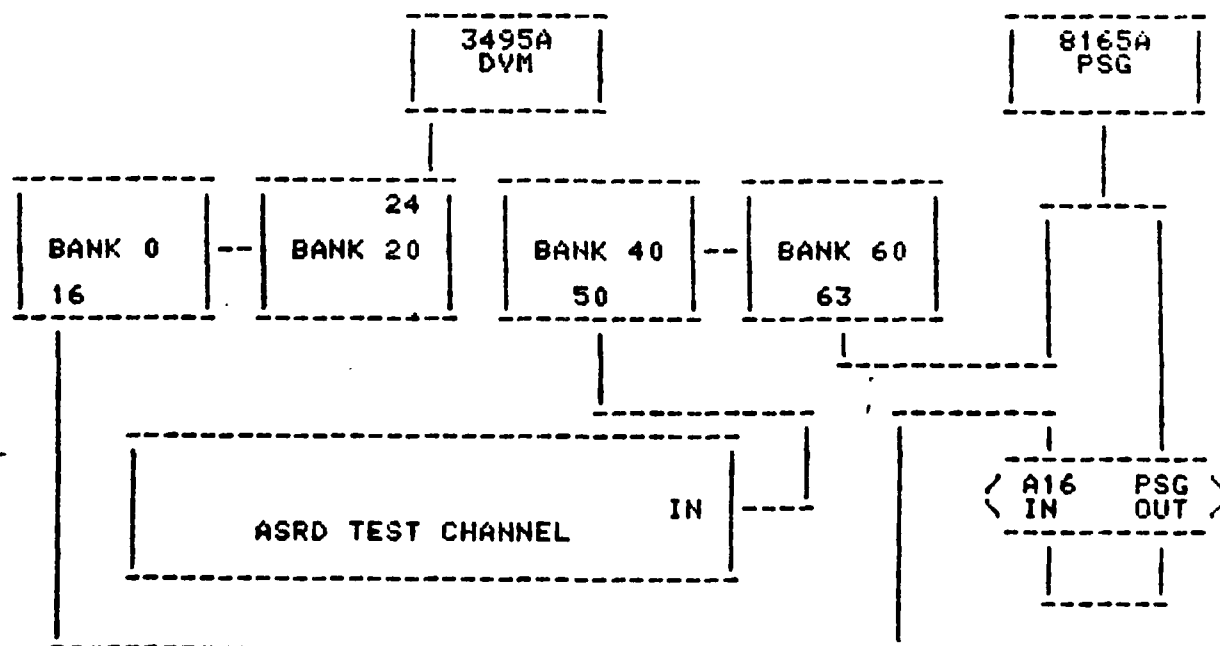 3495A
DVM
8165A
PSG
24
BANK 0
BANK 20
BANK 40
BANK 60
16
50
63
IN
ASRD TEST CHANNEL
A16 PSG
IN OUT